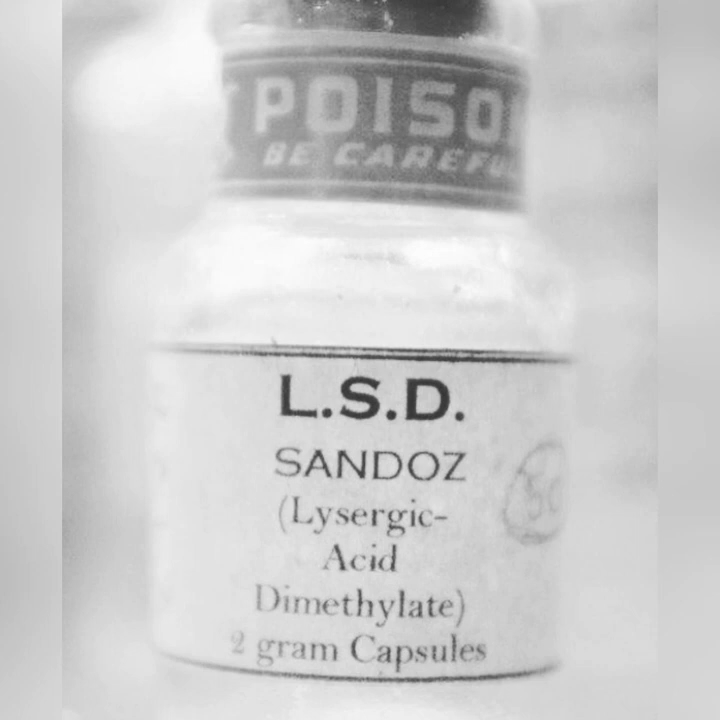 POISO
BE CAREFU
L.S.D.
SANDOZ
(Lysergic-
Acid
Dimethylate)
2 gram Capsules